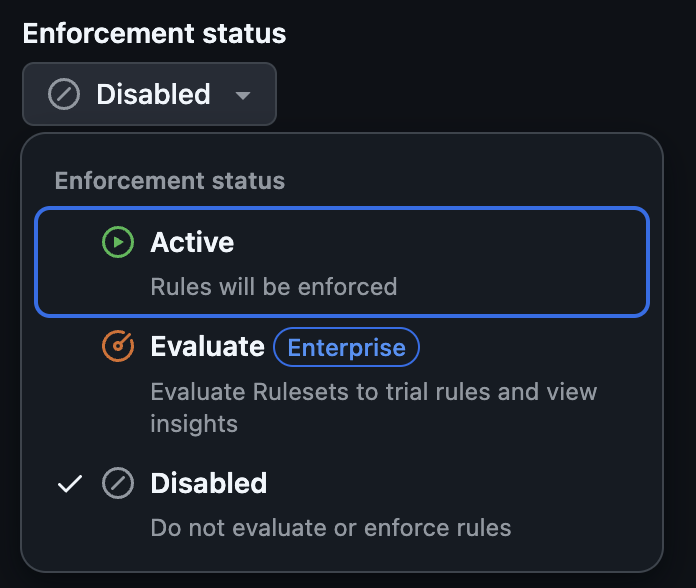 Enforcement status
Disabled
Enforcement status
Active
Rules will be enforced
Evaluate Enterprise
Evaluate Rulesets to trial rules and view
insights
Disabled
Do not evaluate or enforce rules